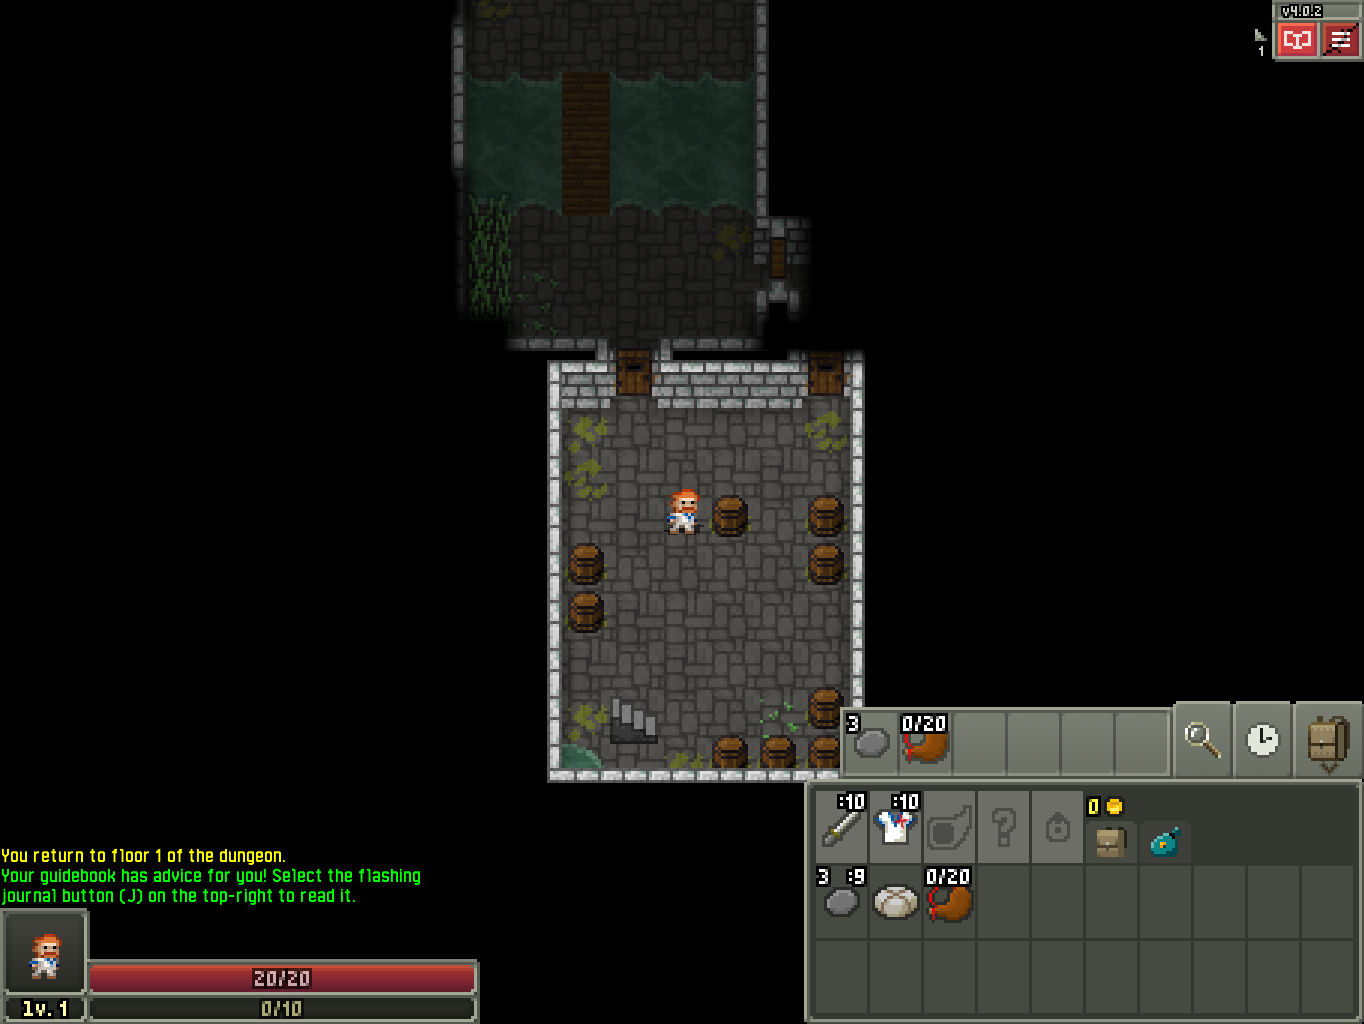 v4.0.2
1
3
0/20
:10
:10
0
3
:9
0/20
You return to floor 1 of the dungeon.
Your guidebook has advice for you! Select the flashing
journal button (J) on the top-right to read it.
20/20
lv. 1
0/10